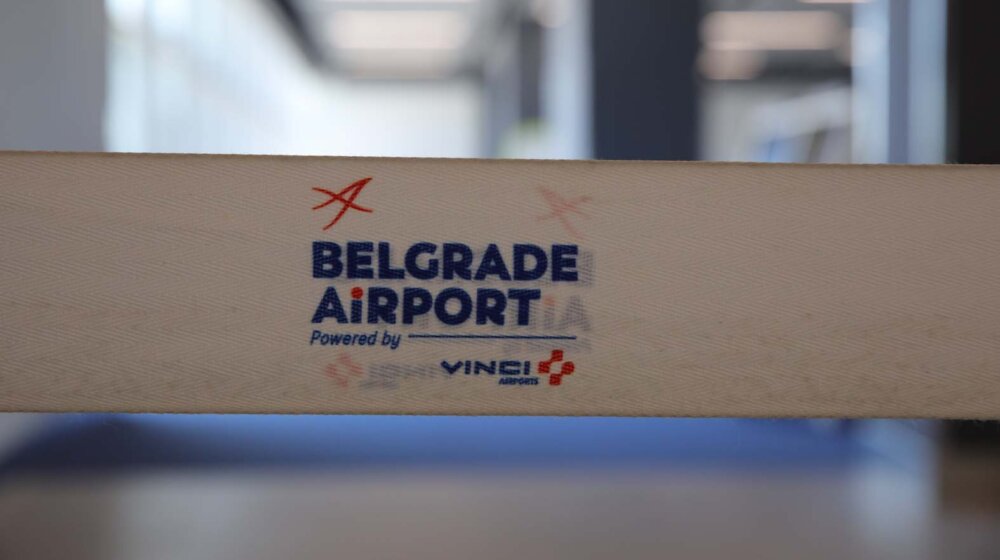 BELGRADE
AiRPORT
Powered by
VINCI
AIRPORTS